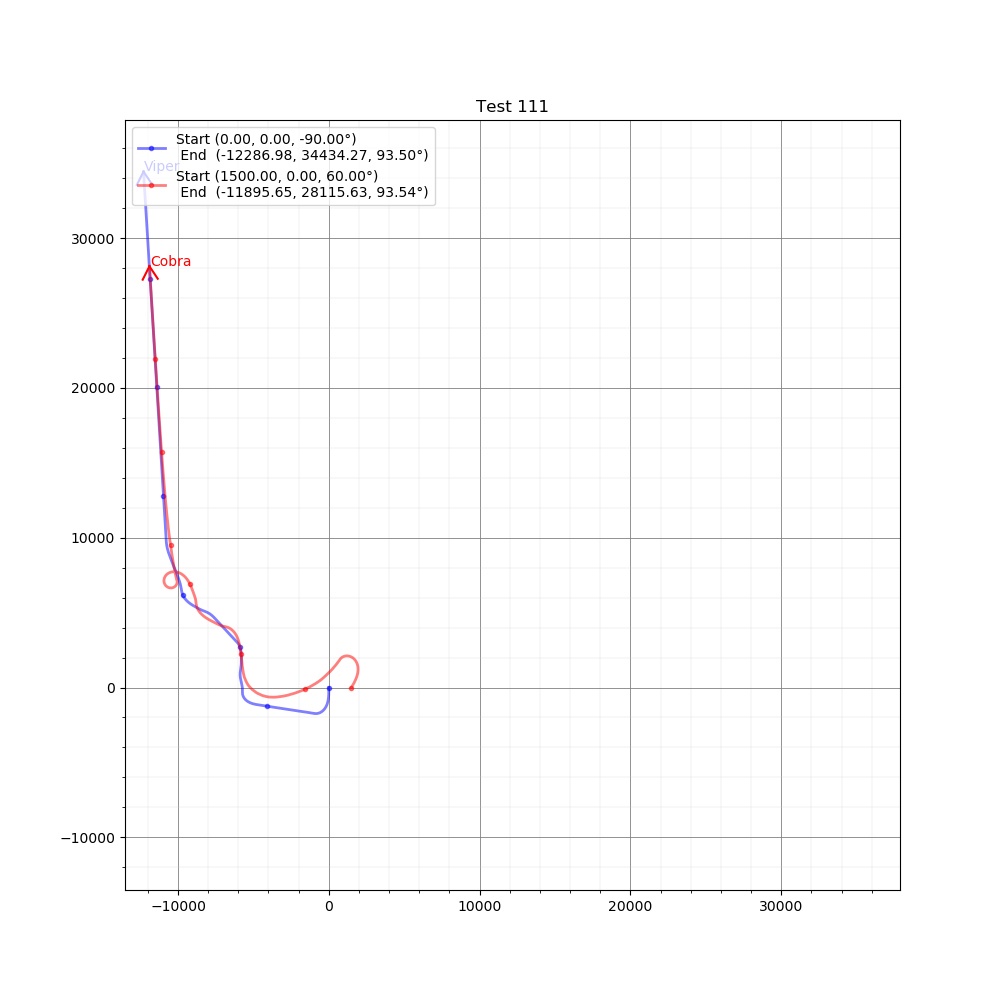 Test 111
Start (0.00, 0.00, -90.00°)
End  (-12286.98, 34434.27, 93.50°)
Viper
Start (1500.00, 0.00, 60.00°)
End  (-11895.65, 28115.63, 93.54°)
Cobra
30000
20000
10000
0
−10000
−10000 0 10000 20000 30000